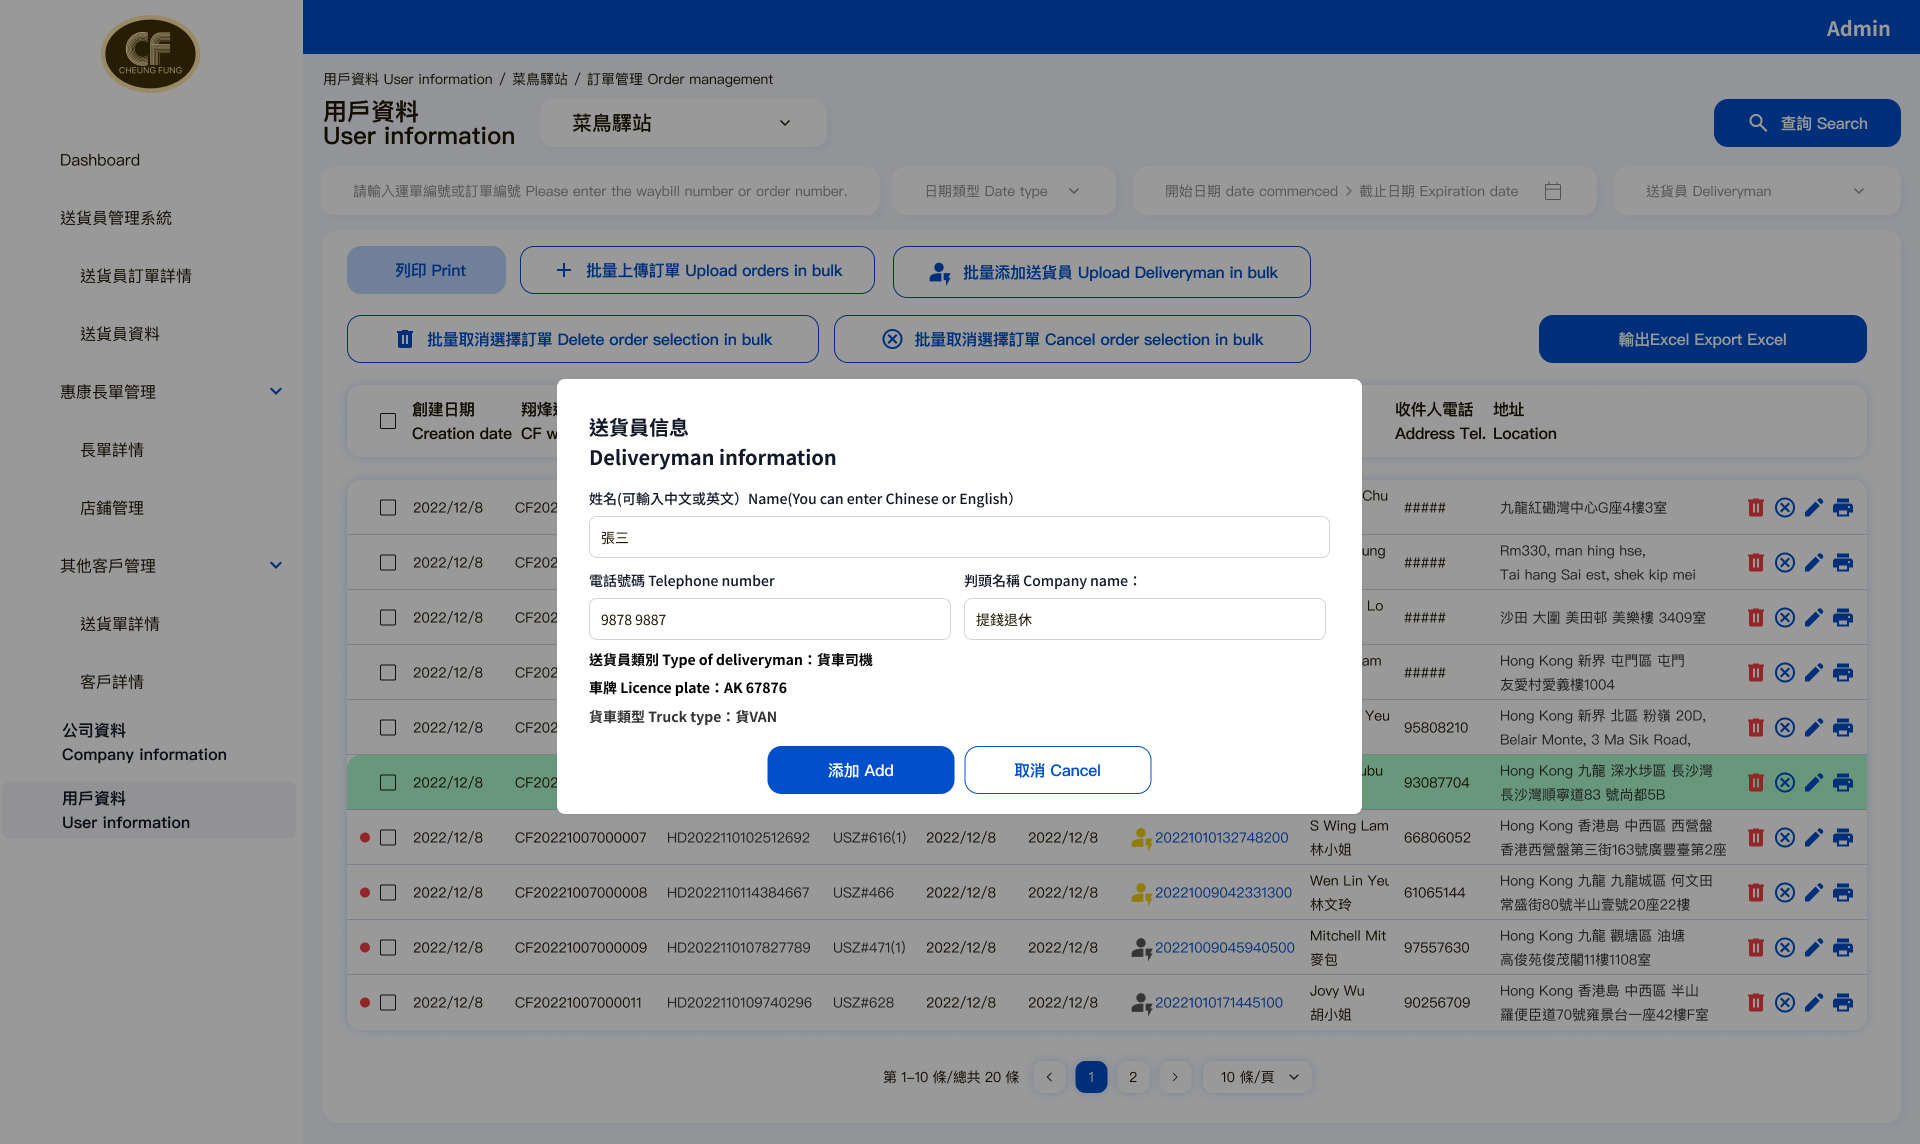 CF
CHEUNG FUNG
Admin
Dashboard
送貨員管理系統
送貨員訂單詳情
送貨員資料
惠康長單管理
長單詳情
店鋪管理
其他客戶管理
送貨單詳情
客戶詳情
公司資料
Company information
用戶資料
User information
用戶資料 User information / 菜鳥驛站 / 訂單管理 Order management
用戶資料
User information
菜鳥驛站
查詢 Search
請輸入運單編號或訂單編號 Please enter the waybill number or order number.
日期類型 Date type
開始日期 date commenced > 截止日期 Expiration date
送貨員 Deliveryman
列印 Print
批量上傳訂單 Upload orders in bulk
批量添加送貨員 Upload Deliveryman in bulk
批量取消選擇訂單 Delete order selection in bulk
批量取消選擇訂單 Cancel order selection in bulk
輸出Excel Export Excel
創建日期
Creation date
翔烽
CF w
收件人電話
Address Tel.
地址
Location
2022/12/8 CF202 Chu ##### 九龍紅磡灣中心G座4樓3室
2022/12/8 CF202 ung ##### Rm330, man hing hse,
Tai hang Sai est, shek kip mei
2022/12/8 CF202 Lo ##### 沙田 大圍 美田邨 美樂樓 3409室
2022/12/8 CF202 am ##### Hong Kong 新界 屯門區 屯門
友愛村愛義樓1004
2022/12/8 CF202 Yeu 95808210 Hong Kong 新界 北區 粉嶺 20D,
Belair Monte, 3 Ma Sik Road,
2022/12/8 CF202 ubu 93087704 Hong Kong 九龍 深水埗區 長沙灣
長沙灣順寧道83 號尚都5B
2022/12/8 CF20221007000007 HD2022110102512692 USZ#616(1) 2022/12/8 2022/12/8 20221010132748200 S Wing Lam 林小姐 66806052 Hong Kong 香港島 中西區 西營盤
香港西營盤第三街163號廣豐臺第2座
2022/12/8 CF20221007000008 HD2022110114384667 USZ#466 2022/12/8 2022/12/8 20221009042331300 Wen Lin Yeu 林文玲 61065144 Hong Kong 九龍 九龍城區 何文田
常盛街80號半山壹號20座22樓
2022/12/8 CF20221007000009 HD2022110107827789 USZ#471(1) 2022/12/8 2022/12/8 20221009045940500 Mitchell Mit 麥包 97557630 Hong Kong 九龍 觀塘區 油塘
高俊苑俊茂閣11樓1108室
2022/12/8 CF20221007000011 HD2022110109740296 USZ#628 2022/12/8 2022/12/8 20221010171445100 Jovy Wu 胡小姐 90256709 Hong Kong 香港島 中西區 半山
羅便臣道70號雍景台一座42樓F室
送貨員信息
Deliveryman information
姓名(可輸入中文或英文）Name(You can enter Chinese or English）
張三
電話號碼 Telephone number
9878 9887
判頭名稱 Company name：
提錢退休
送貨員類別 Type of deliveryman：貨車司機
車牌 Licence plate：AK 67876
貨車類型 Truck type：貨VAN
添加 Add
取消 Cancel
第 1-10 條/總共 20 條 < 1 2 > 10 條/頁